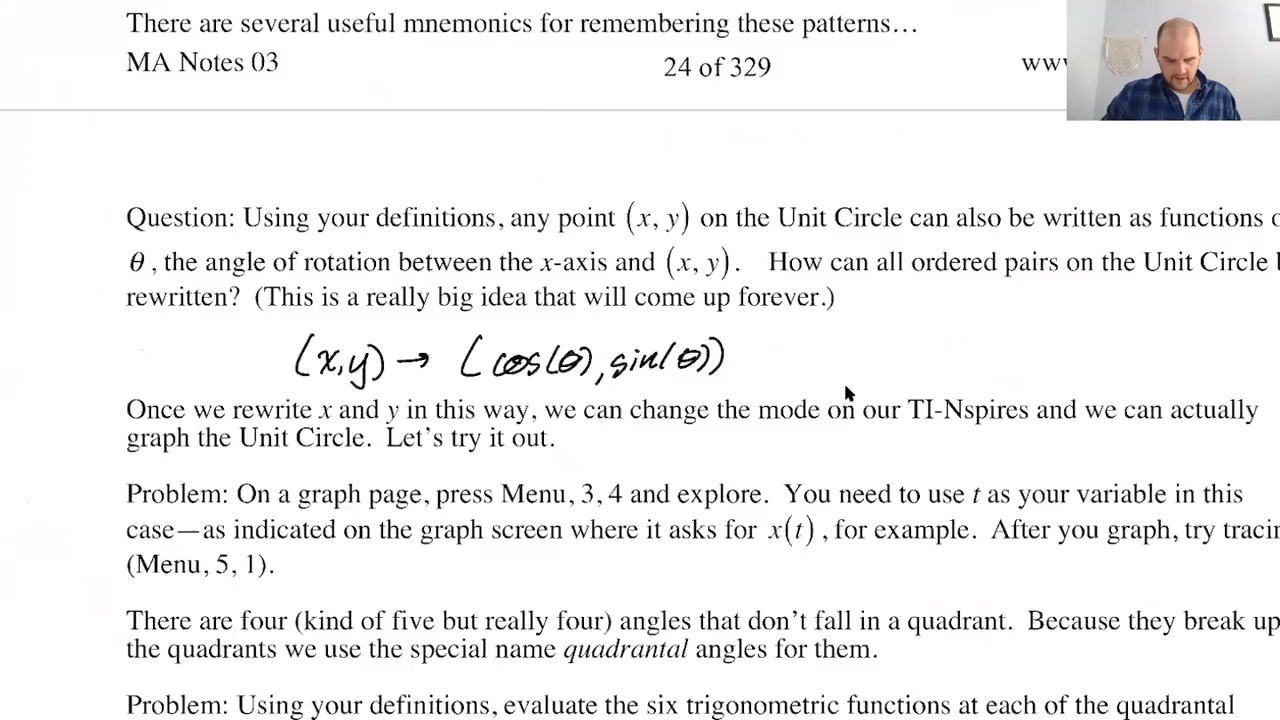 There are several useful mnemonics for remembering these patterns…
MA Notes 03 24 of 329
Question: Using your definitions, any point (x, y) on the Unit Circle can also be written as functions
θ, the angle of rotation between the x-axis and (x, y). How can all ordered pairs on the Unit Circle
rewritten? (This is a really big idea that will come up forever.)
(x,y) → (cos(θ), sin(θ))
Once we rewrite x and y in this way, we can change the mode on our TI-Nspires and we can actually
graph the Unit Circle. Let's try it out.
Problem: On a graph page, press Menu, 3, 4 and explore. You need to use t as your variable in this
case—as indicated on the graph screen where it asks for x(t), for example. After you graph, try
(Menu, 5, 1).
There are four (kind of five but really four) angles that don't fall in a quadrant. Because they break up
the quadrants we use the special name quadrantal angles for them.
Problem: Using your definitions, evaluate the six trigonometric functions at each of the quadrantal